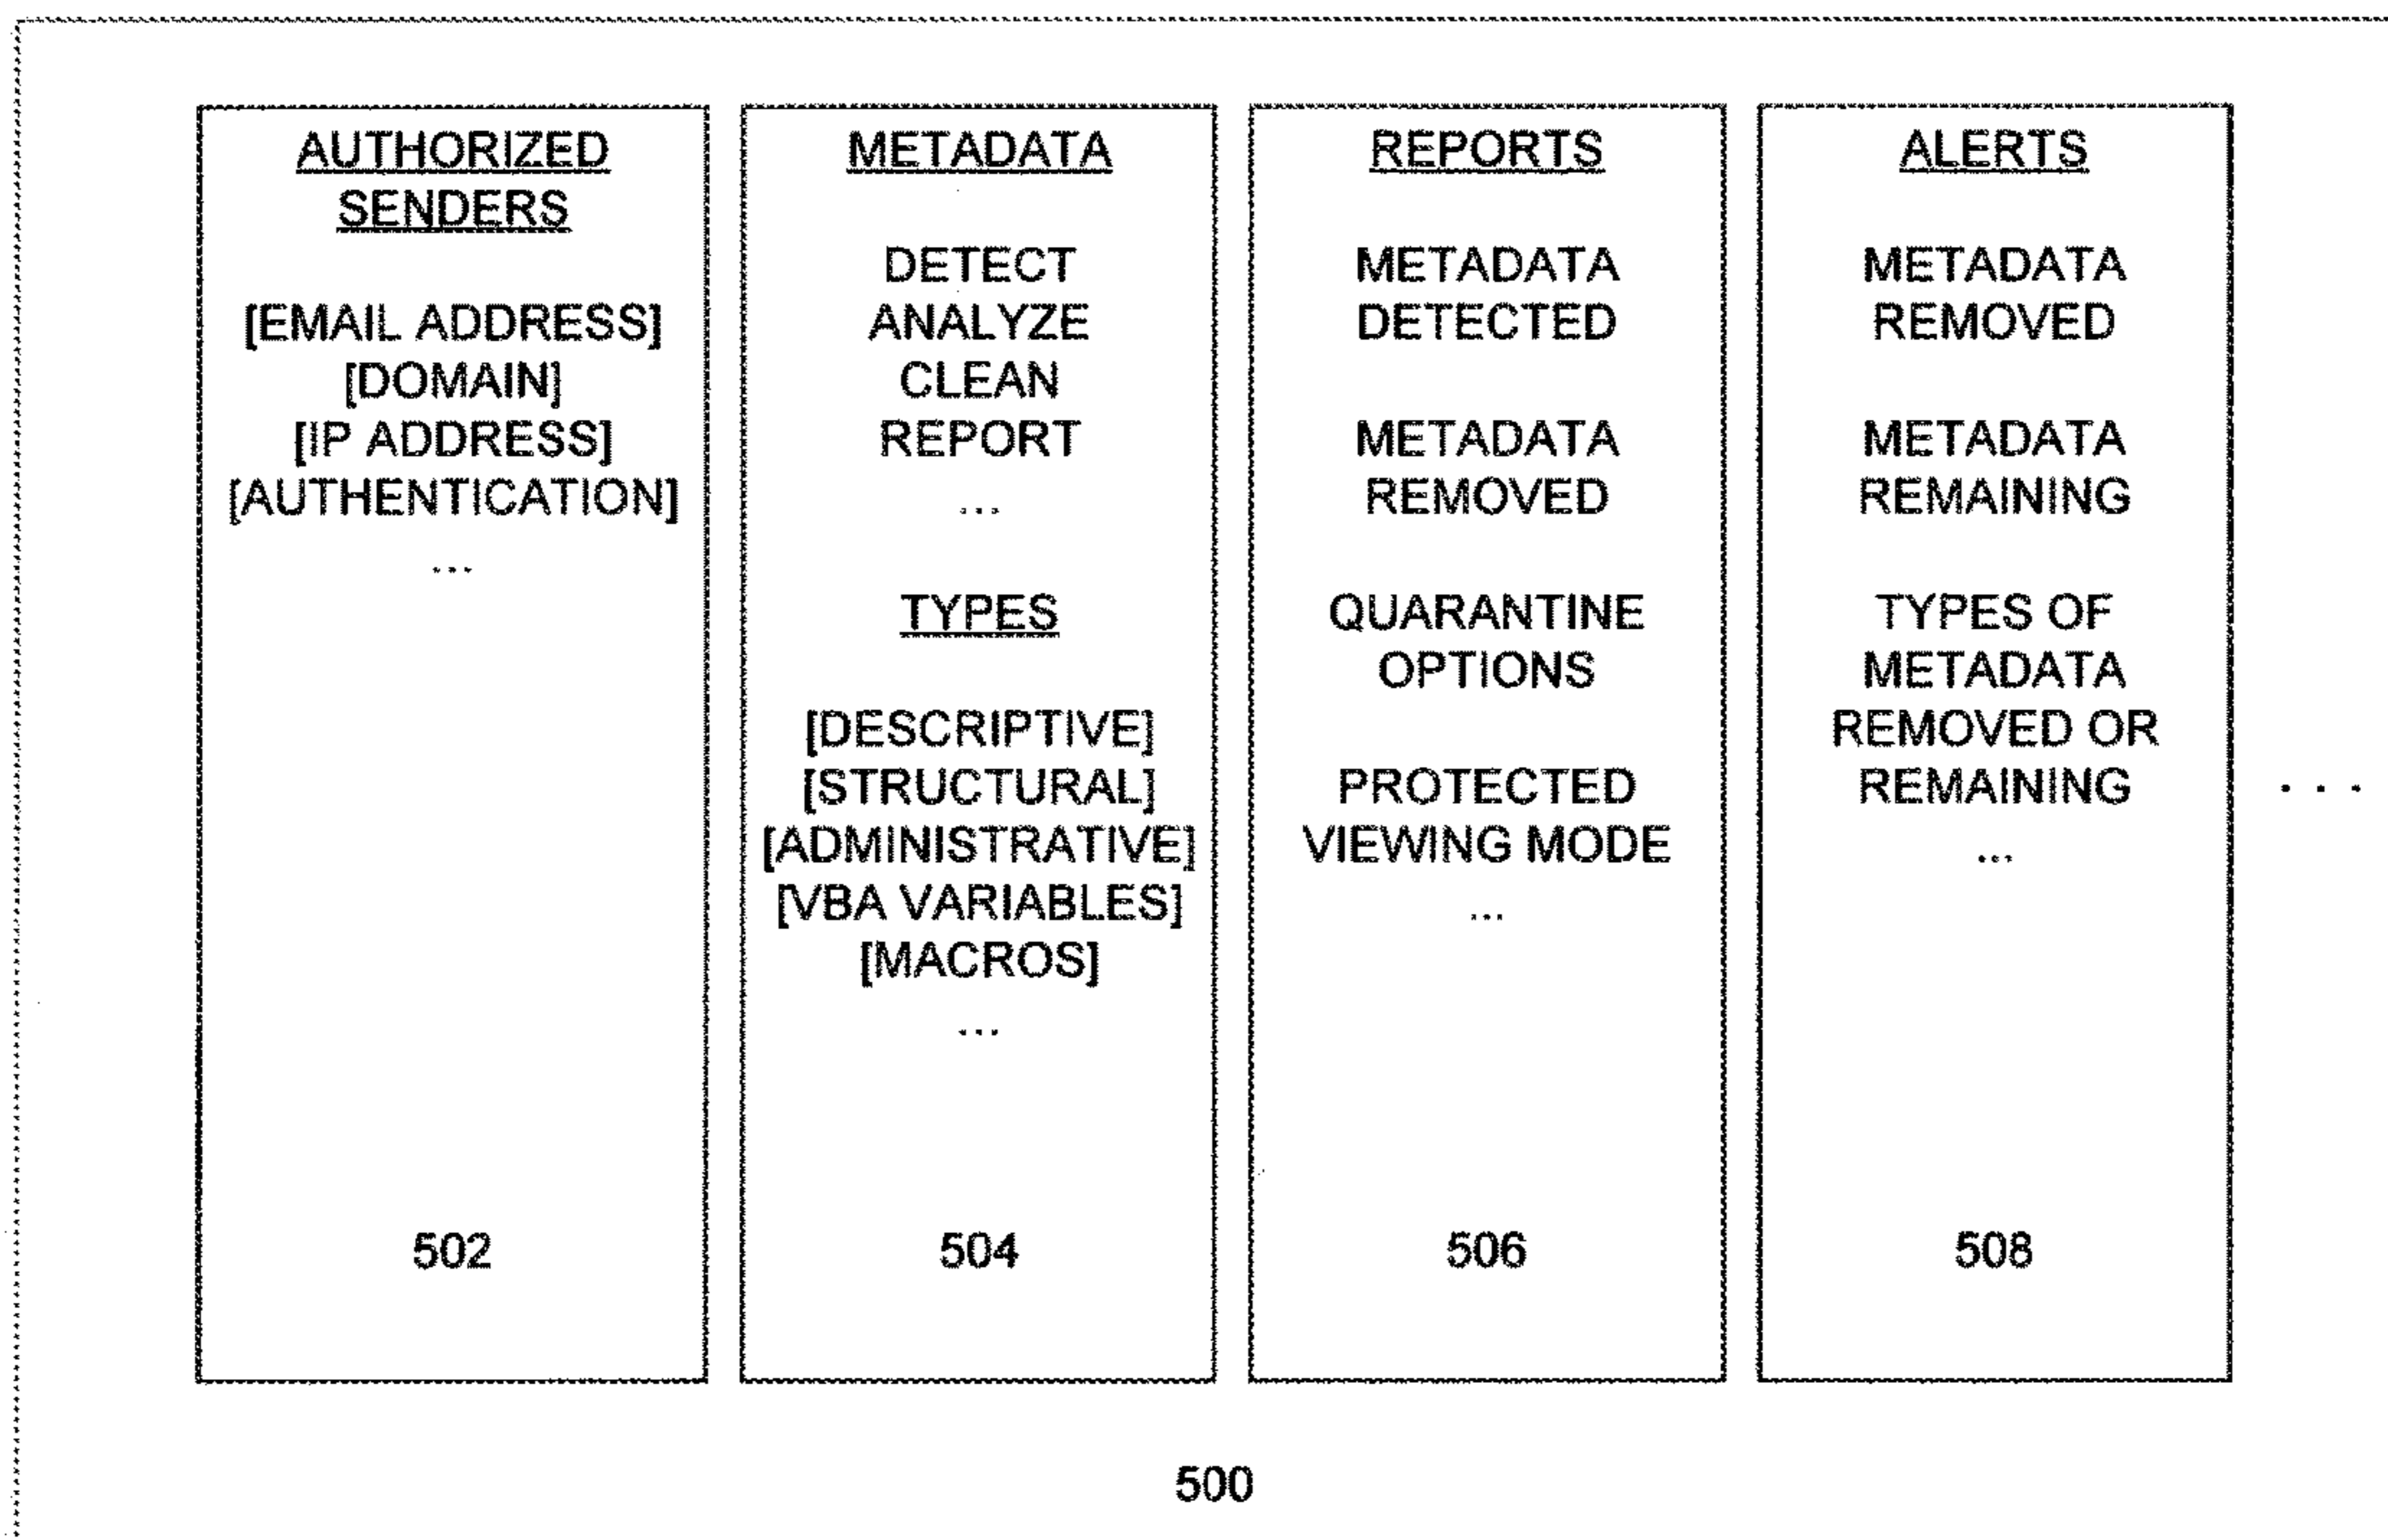 AUTHORIZED
SENDERS
[EMAIL ADDRESS]
[DOMAIN]
[IP ADDRESS]
[AUTHENTICATION]
...
502
METADATA
DETECT
ANALYZE
CLEAN
REPORT
...
TYPES
[DESCRIPTIVE]
[STRUCTURAL]
[ADMINISTRATIVE]
[VBA VARIABLES]
[MACROS]
...
504
REPORTS
METADATA
DETECTED
METADATA
REMOVED
QUARANTINE
OPTIONS
PROTECTED
VIEWING MODE
...
506
ALERTS
METADATA
REMOVED
METADATA
REMAINING
TYPES OF
METADATA
REMOVED OR
REMAINING
...
508
. . .
500